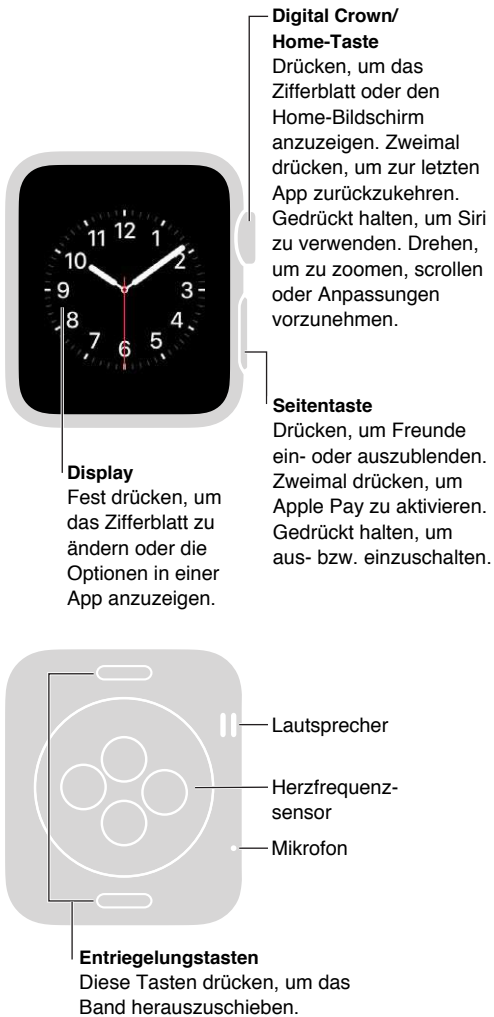 Digital Crown/
Home-Taste
Drücken, um das
Zifferblatt oder den
Home-Bildschirm
anzuzeigen. Zweimal
drücken, um zur letzten
App zurückzukehren.
Gedrückt halten, um Siri
zu verwenden. Drehen,
um zu zoomen, scrollen
oder Anpassungen
vorzunehmen.
12
11
1
10
2
9
3
8
4
7
5
6
Seitentaste
Drücken, um Freunde
ein- oder auszublenden.
Zweimal drücken, um
Apple Pay zu aktivieren.
Gedrückt halten, um
aus- bzw. einzuschalten.
Display
Fest drücken, um
das Zifferblatt zu
ändern oder die
Optionen in einer
App anzuzeigen.
Lautsprecher
Herzfrequenz-
sensor
Mikrofon
Entriegelungstasten
Diese Tasten drücken, um das
Band herauszuschieben.